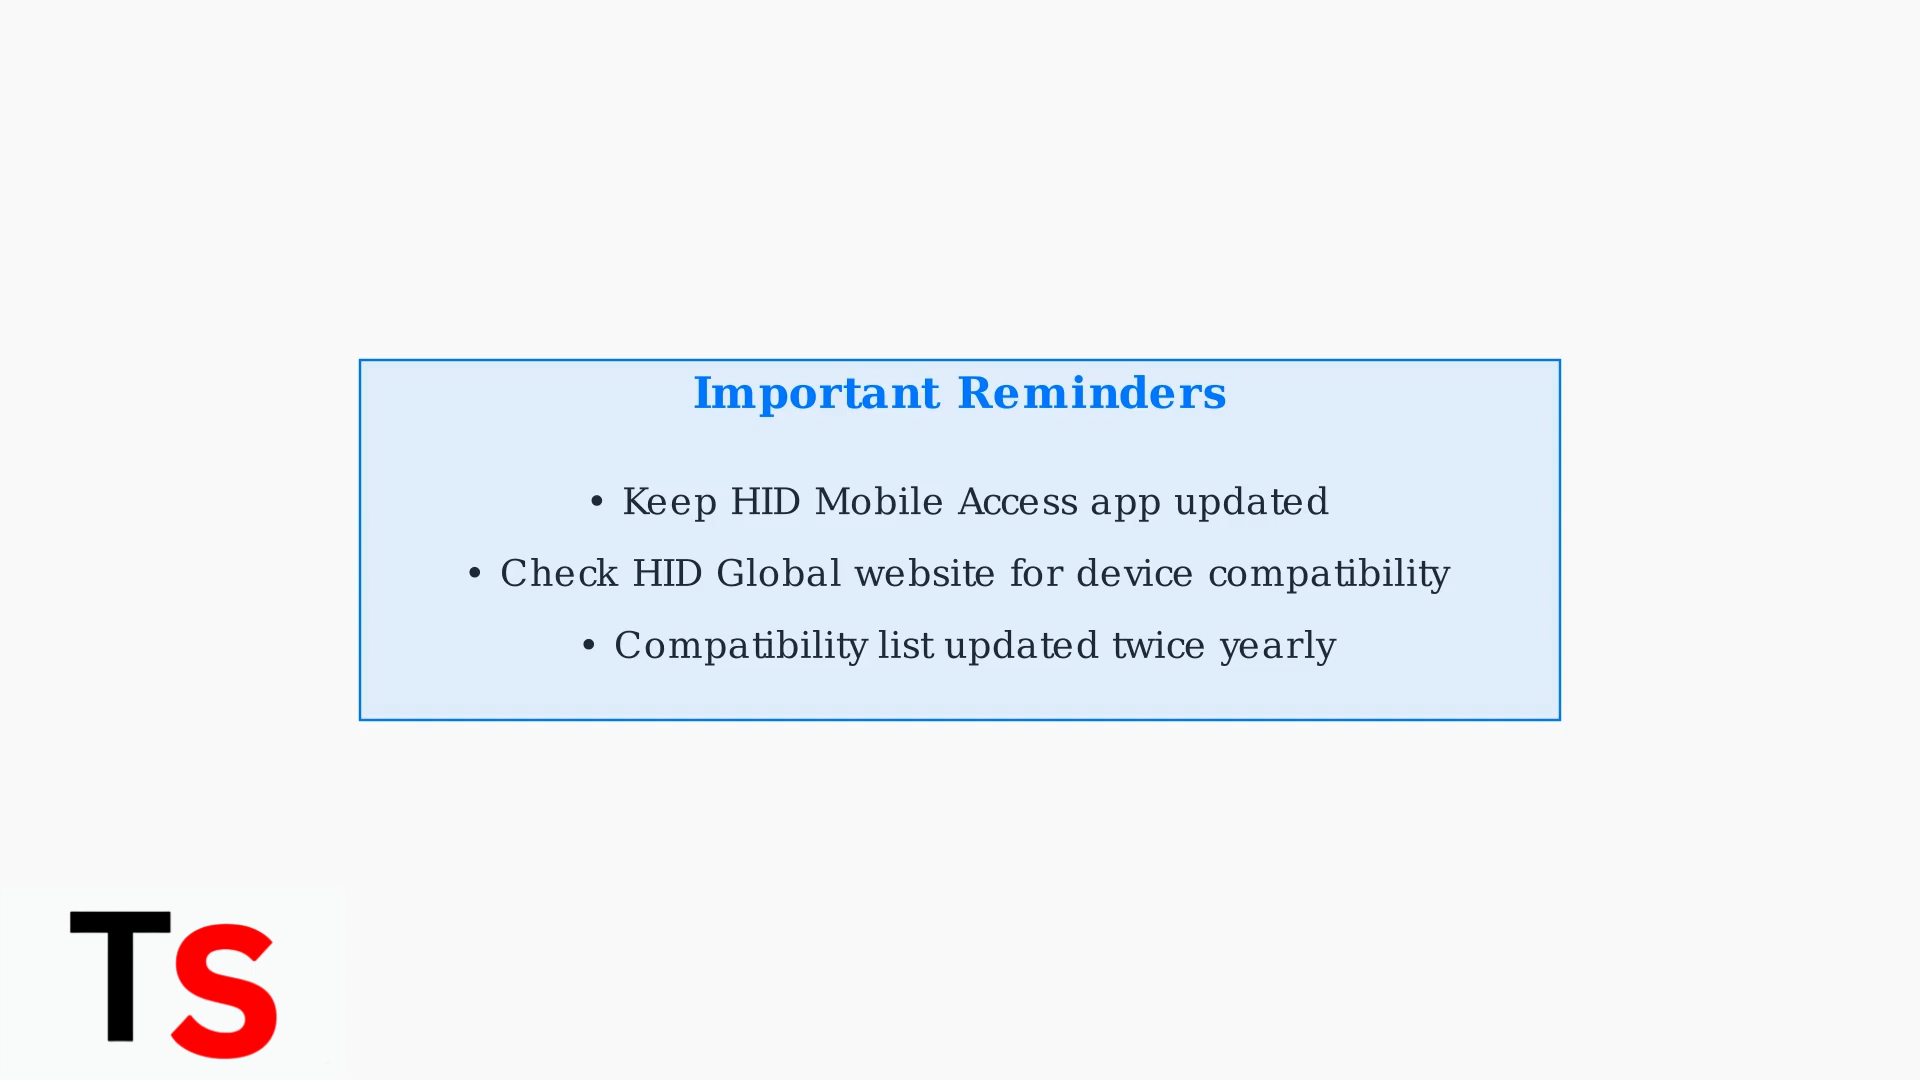 Important Reminders
• Keep HID Mobile Access app updated
• Check HID Global website for device compatibility
• Compatibility list updated twice yearly
TS